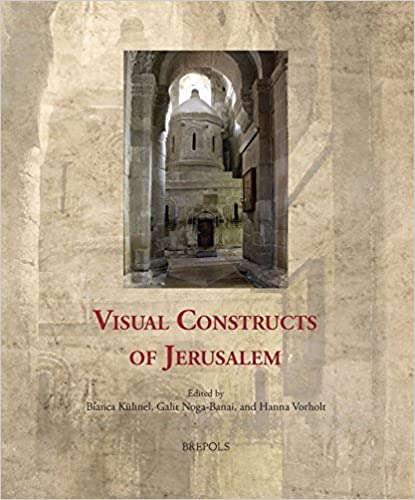 VISUAL CONSTRUCTS
OF JERUSALEM
Edited by
Bianca Kühnel, Galit Noga-Banai, and Hanna Vorholt
BREPOLS